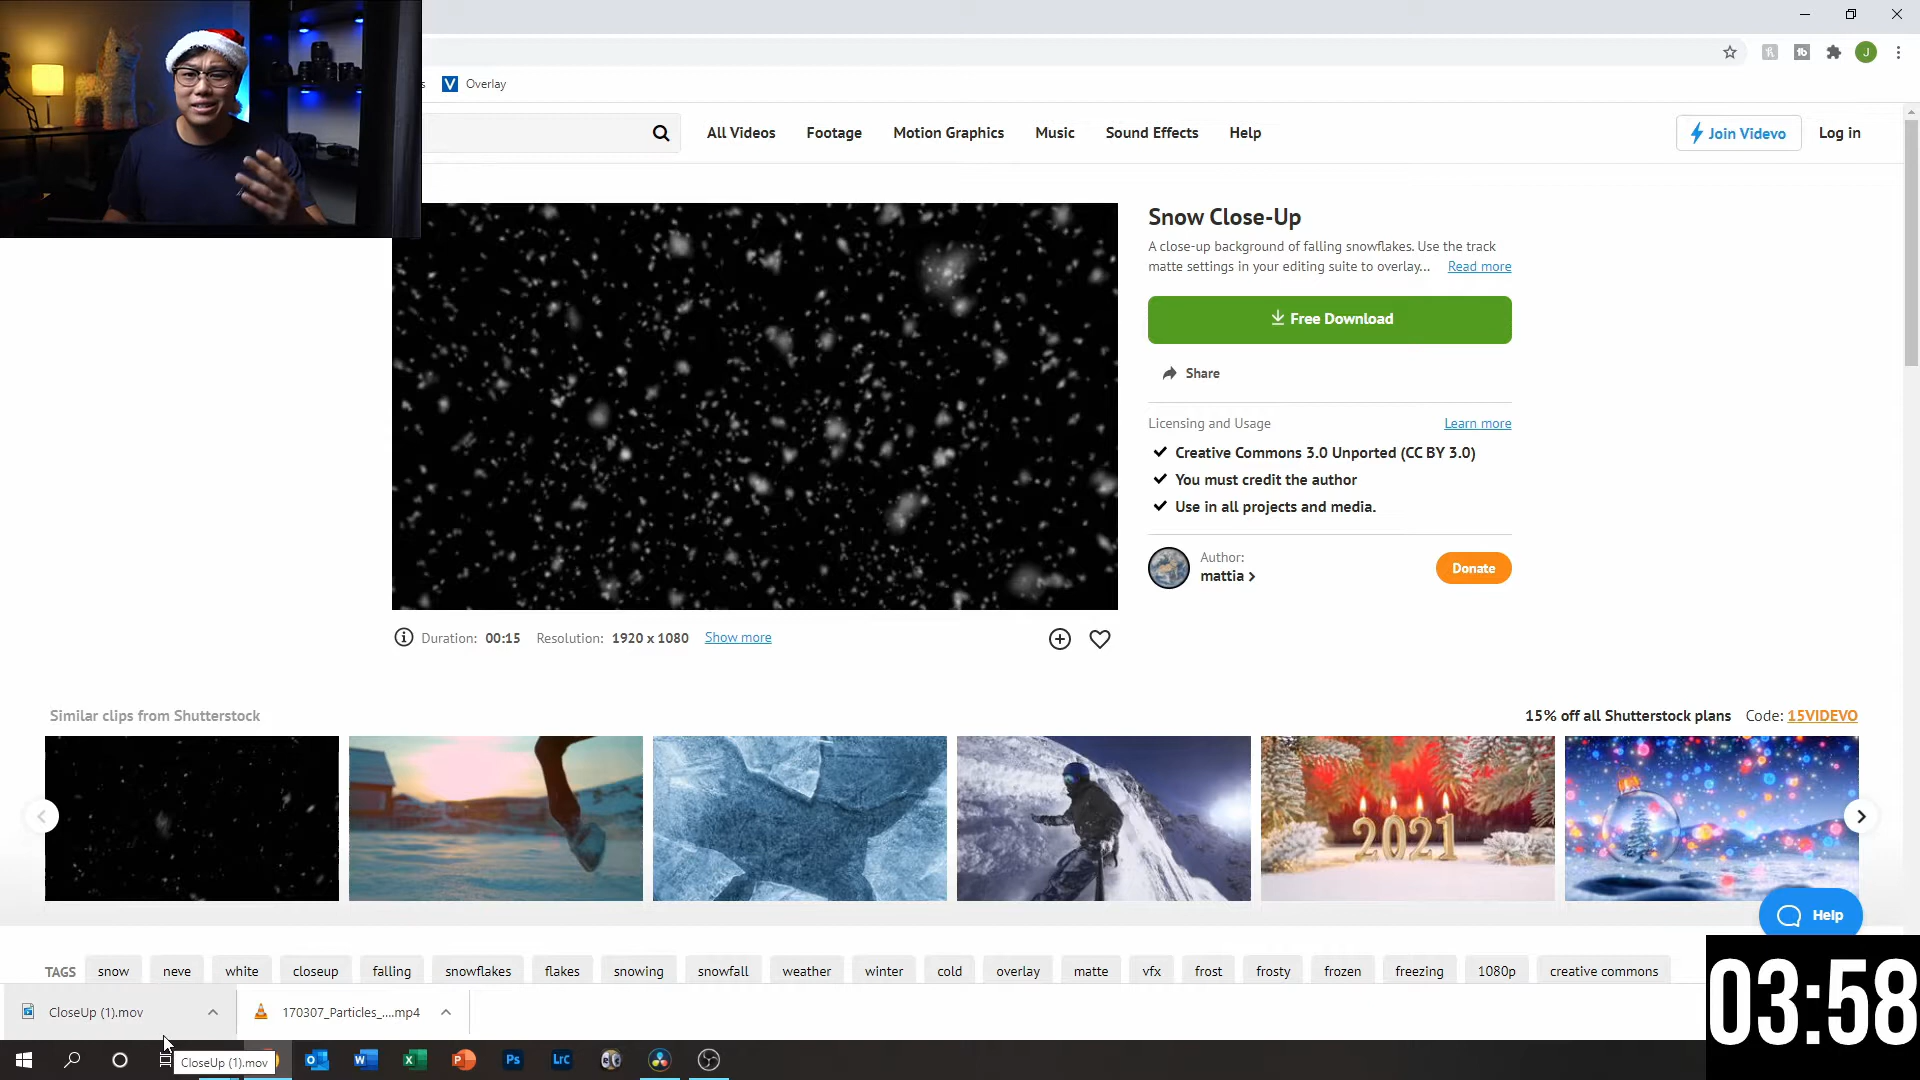 J
s
Overlay
All Videos
Footage
Motion Graphics
Music
Sound Effects
Help
Join Videvo
Log in
Snow Close-Up
A close-up background of falling snowflakes. Use the track
matte settings in your editing suite to overlay... Read more
Free Download
Share
Licensing and Usage
Learn more
Creative Commons 3.0 Unported (CC BY 3.0)
You must credit the author
Use in all projects and media.
Author:
mattia
Donate
Duration: 00:15 Resolution: 1920 x 1080 Show more
Similar clips from Shutterstock
15% off all Shutterstock plans Code: 15VIDEVO
2021
Help
TAGS snow neve white closeup falling snowflakes flakes snowing snowfall weather winter cold overlay matte vfx frost frosty frozen freezing 1080p creative commons
CloseUp (1).mov
170307_Particles_....mp4
03:58
CloseUp (1).mov
Ps
Lrc